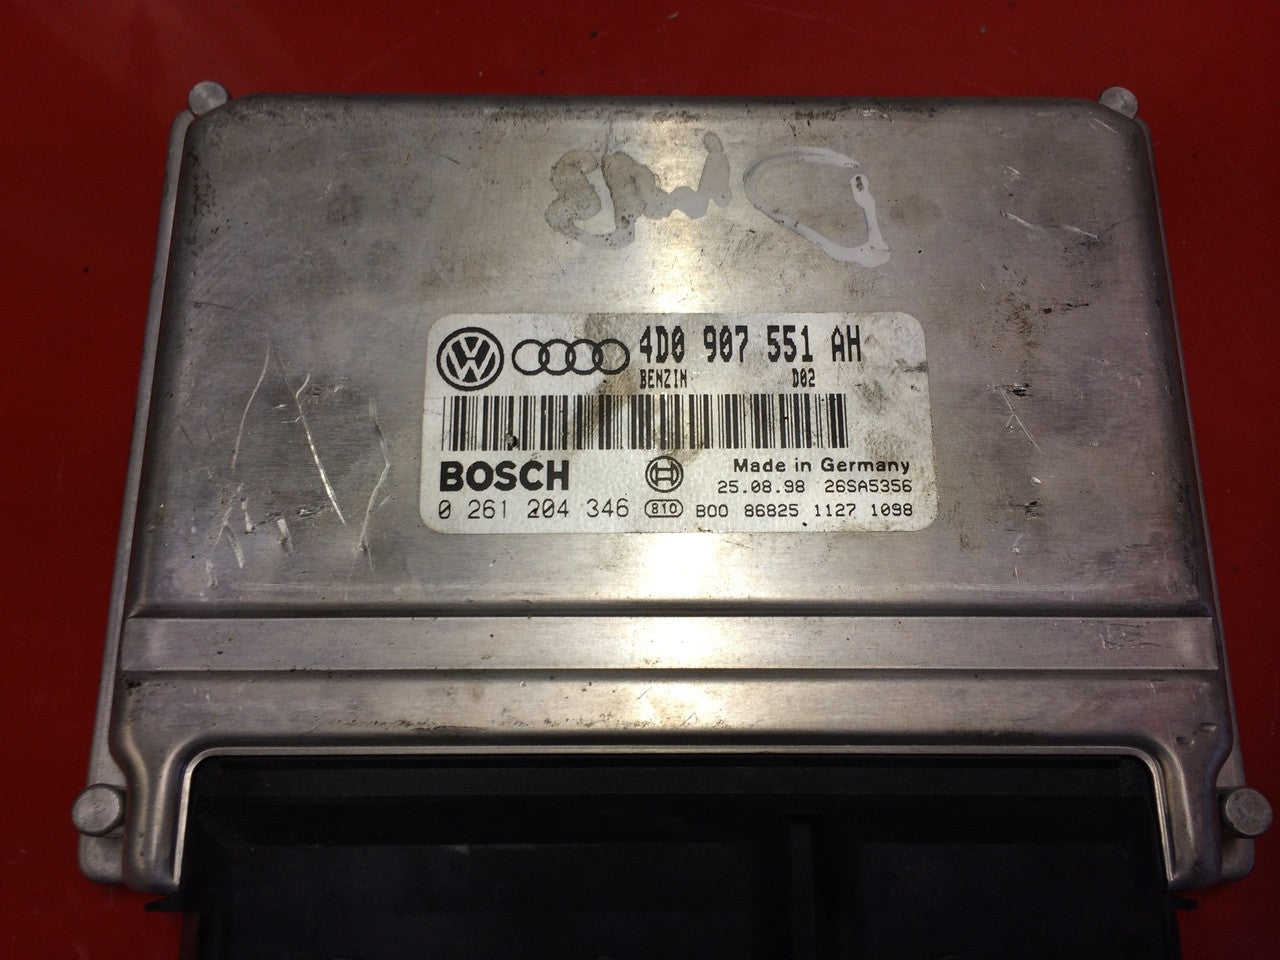 4D0 907 551 AH
BENZIN D02
BOSCH
Made in Germany
25.08.98 26SA5356
0 261 204 346 810 B00 86825 1127 1098